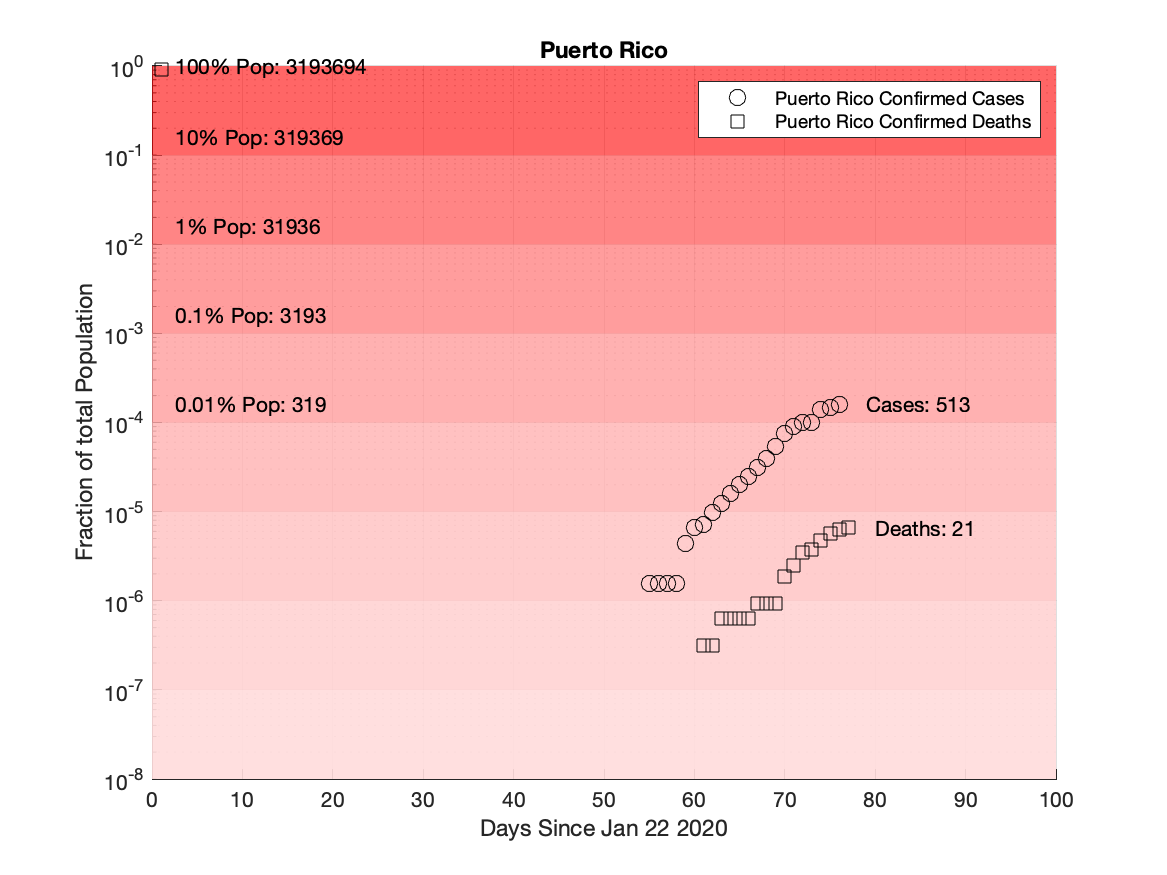 Puerto Rico
10^0
100% Pop: 3193694
Puerto Rico Confirmed Cases
Puerto Rico Confirmed Deaths
10% Pop: 319369
10^-1
1% Pop: 31936
10^-2
0.1% Pop: 3193
10^-3
0.01% Pop: 319
Cases: 513
10^-4
Fraction of total Population
10^-5
Deaths: 21
10^-6
10^-7
10^-8
0 10 20 30 40 50 60 70 80 90 100
Days Since Jan 22 2020